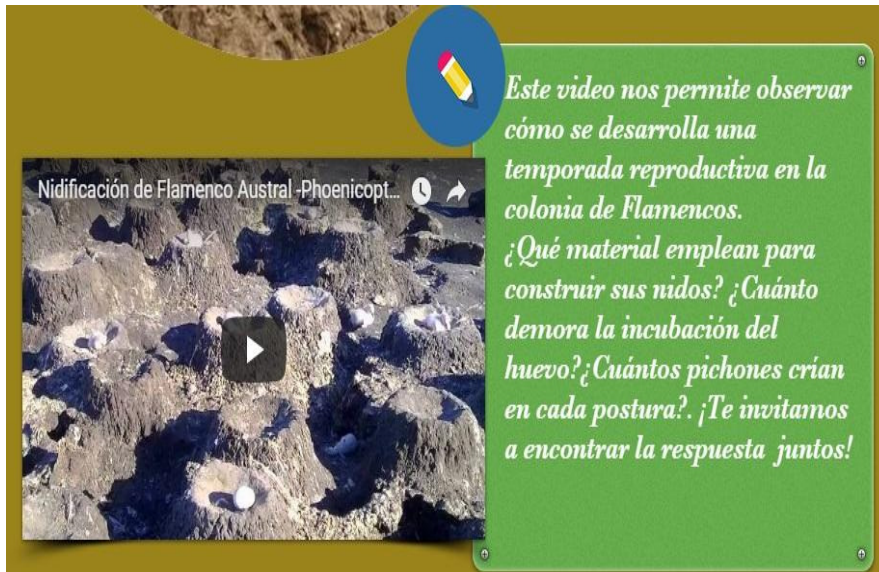 Nidificación de Flamenco Austral -Phoenicopt...
Este video nos permite observar
cómo se desarrolla una
temporada reproductiva en la
colonia de Flamencos.
¿Qué material emplean para
construir sus nidos? ¿Cuánto
demora la incubación del
huevo?¿Cuántos pichones crían
en cada postura?. ¡Te invitamos
a encontrar la respuesta juntos!